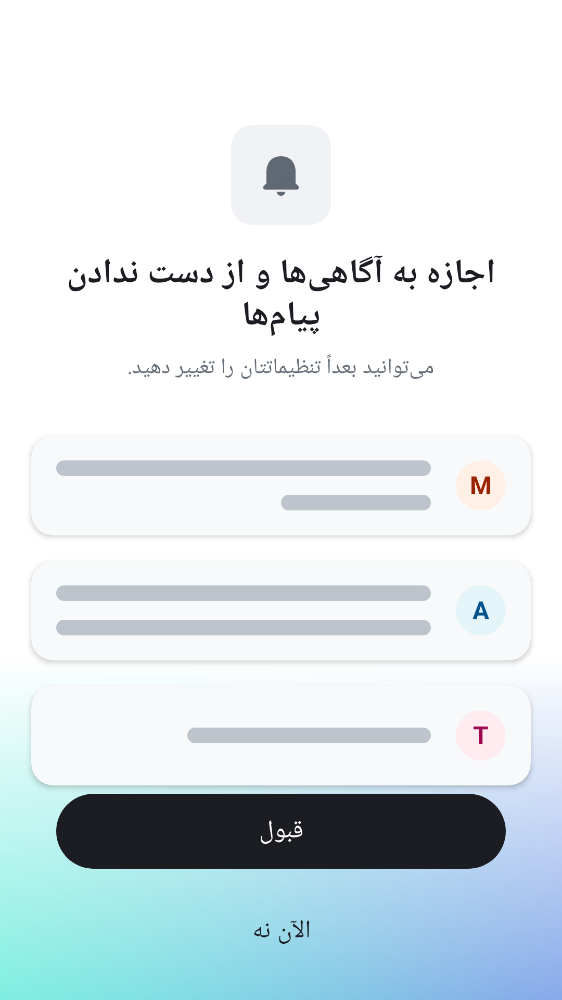 اجازه به آگاهی‌ها و از دست ندادن
پیام‌ها
می‌توانید بعداً تنظیماتتان را تغییر دهید.
M
A
T
قبول
الآن نه